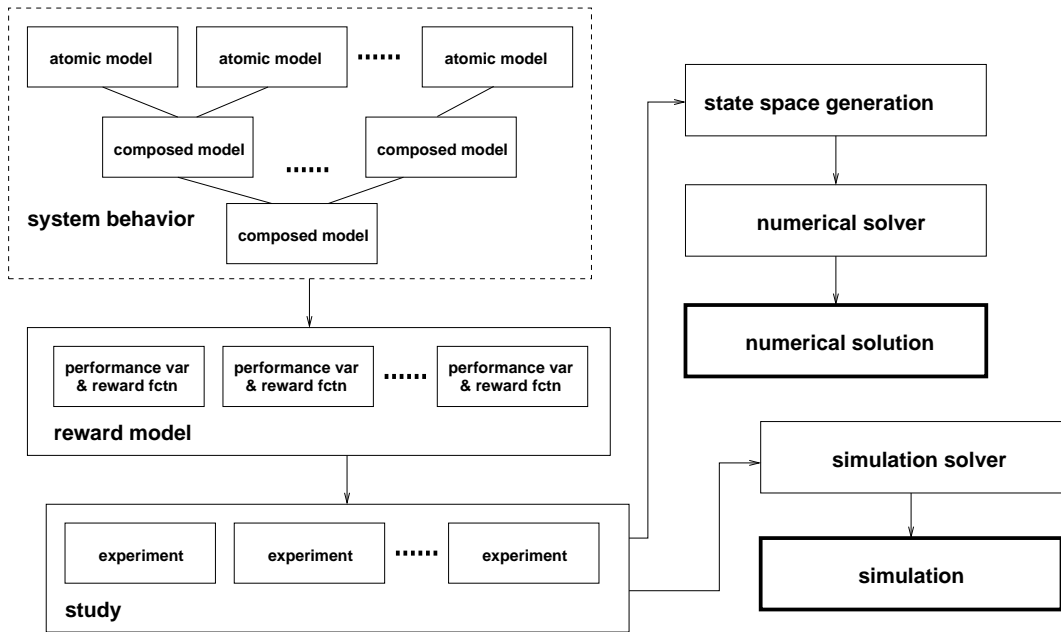 atomic model
atomic model
atomic model
composed model
composed model
system behavior
composed model
performance var
& reward fctn
performance var
& reward fctn
performance var
& reward fctn
reward model
experiment
experiment
experiment
study
state space generation
numerical solver
numerical solution
simulation solver
simulation